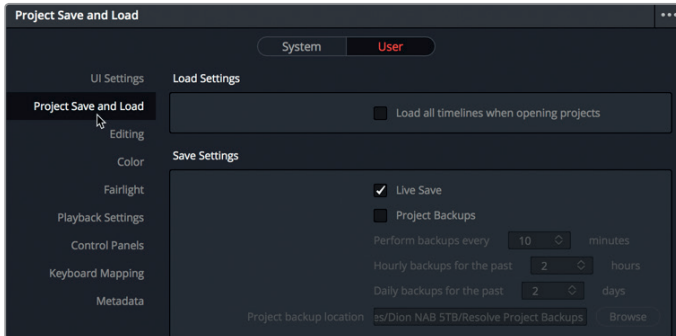 Project Save and Load
System User
UI Settings
Project Save and Load
Editing
Color
Fairlight
Playback Settings
Control Panels
Keyboard Mapping
Metadata
Load Settings
Load all timelines when opening projects
Save Settings
Live Save
Project Backups
Perform backups every 10 minutes
Hourly backups for the past 2 hours
Daily backups for the past 2 days
Project backup location es/Dion NAB 5TB/Resolve Project Backups Browse